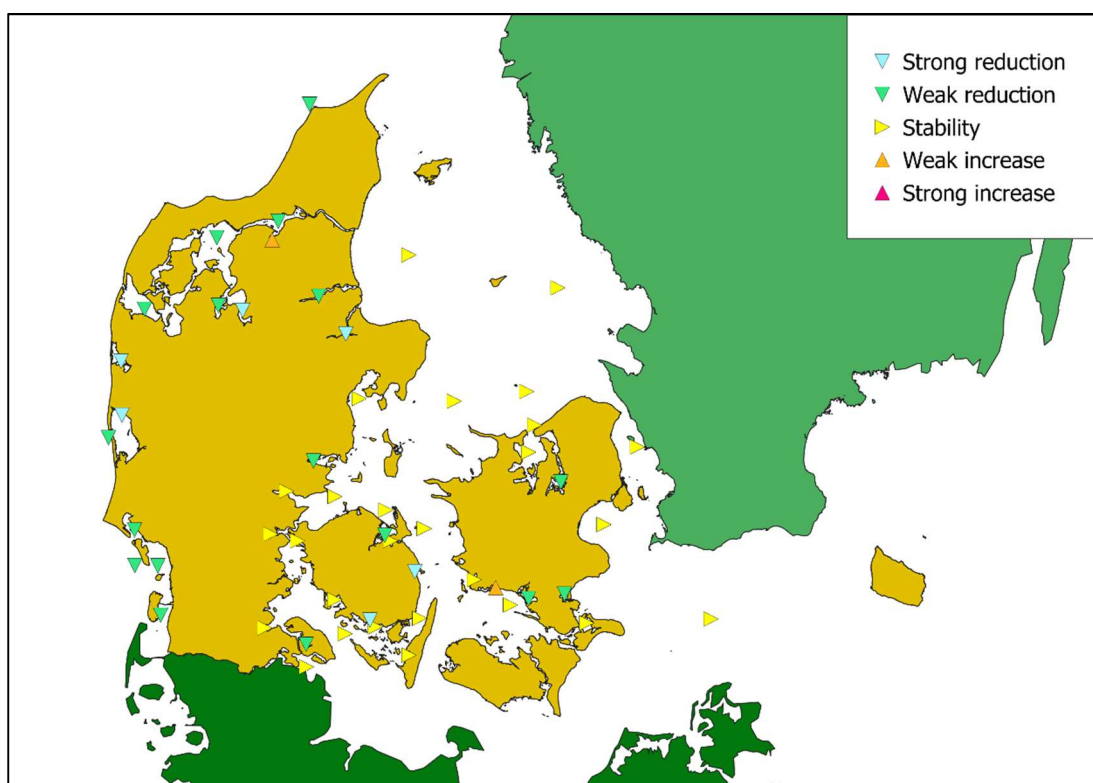 Strong reduction
Weak reduction
Stability
Weak increase
Strong increase